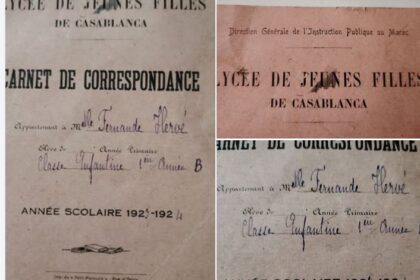 LYCÉE DE JEUNES FILLES
DE CASABLANCA
CARNET DE CORRESPONDANCE
Appartenant à Mlle Fernande Hervé
Élève de Année Primaire
Classe Enfantine 1ère Année B
ANNÉE SCOLAIRE 1923-1924
Direction Générale de l'Instruction Publique au Maroc
LYCÉE DE JEUNES FILLES
DE CASABLANCA
CARNET DE CORRESPONDANCE
Appartenant à Mlle Fernande Hervé
Élève de Année Primaire
Classe Enfantine 1ère Année